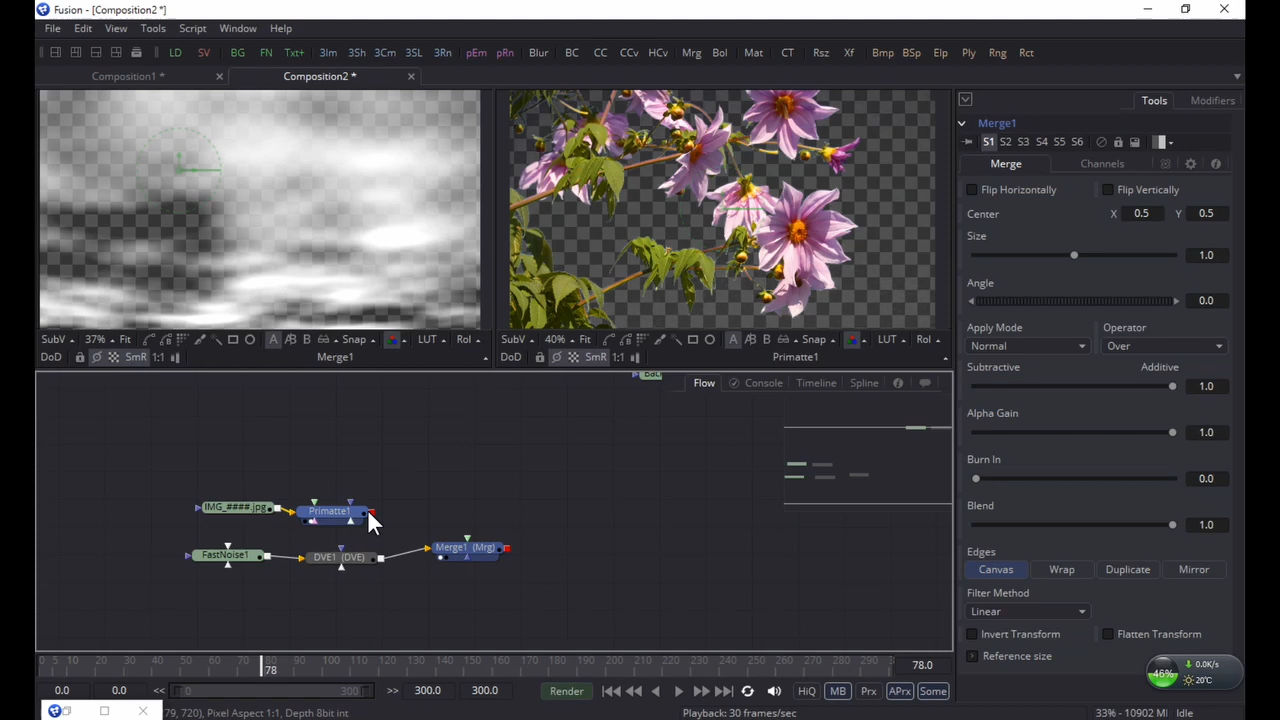 Fusion - [Composition2 *]
File Edit View Tools Script Window Help
LD SV BG FN Txt+ 3Im 3Sh 3Cm 3SL 3Rn pEm pRn Blur BC CC CCv HCv Mrg Bol Mat CT Rsz Xf Bmp BSp Elp Ply Rng Rct
Composition1 * Composition2 *
Tools Modifiers
Merge1
S1 S2 S3 S4 S5 S6
Merge Channels
Flip Horizontally Flip Vertically
Center X 0.5 Y 0.5
Size
1.0
Angle
0.0
Apply Mode Operator
Normal Over
Subtractive Additive
1.0
Alpha Gain
1.0
Burn In
0.0
Blend
1.0
Edges
Canvas Wrap Duplicate Mirror
Filter Method
Linear
Invert Transform Flatten Transform
Reference size
SubV 37% Fit A B Snap LUT RoI
DoD SmR 1:1 Merge1
SubV 40% Fit A B Snap LUT RoI
DoD SmR 1:1 Primatte1
Flow Console Timeline Spline
IMG_####.jpg Primatte1
FastNoise1 DVE1 (DVE) Merge1 (Mrg)
0 5 10 20 30 40 50 60 70 78 80 90 100 110 120 130 140 150 160 170 180 190 200 210 220 230 240 250 260 270 280 290 78.0
0.0 0.0 << 0 300 >> 300.0 300.0 Render HiQ MB Prx APrx Some
46% 0.0K/s
20℃
79, 720), Pixel Aspect 1:1, Depth 8bit int Playback: 30 frames/sec 33% - 10902 MB Idle